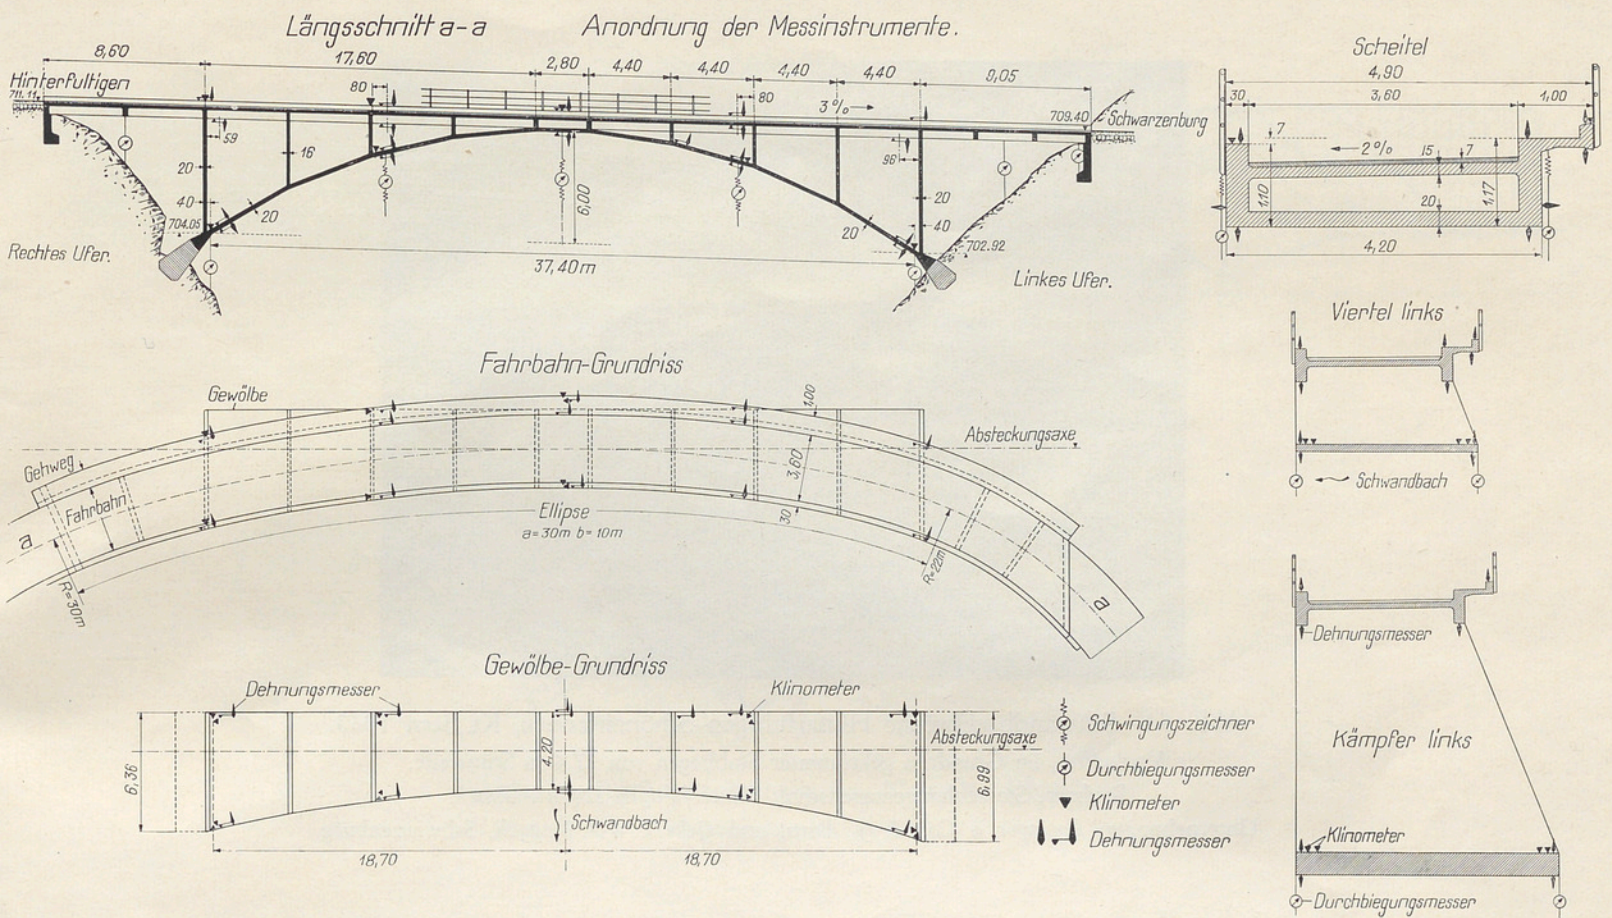 Längsschnitt a-a
Anordnung der Messinstrumente.
8,60
17,60
2,80
4,40
4,40
4,40
4,40
9,05
Hinterfultigen
711.11
80
80
3%
709.40
Schwarzenburg
59
16
96
20
40
20
704.05
6,00
20
20
40
702.92
Rechtes Ufer.
37,40m
Linkes Ufer.
Scheitel
4,90
30
3,60
1,00
7
2%
15
7
1,10
1,17
20
4,20
Viertel links
Schwandbach
Fahrbahn-Grundriss
Gewölbe
1,00
Absteckungsaxe
Gehweg
Fahrbahn
3,60
30
a
Ellipse
a=30m b=10m
R=30m
R=22m
a
Dehnungsmesser
Kämpfer links
Klinometer
Durchbiegungsmesser
Gewölbe-Grundriss
Dehnungsmesser
Klinometer
6,36
4,20
Absteckungsaxe
6,99
Schwandbach
18,70
18,70
Schwingungszeichner
Durchbiegungsmesser
Klinometer
Dehnungsmesser